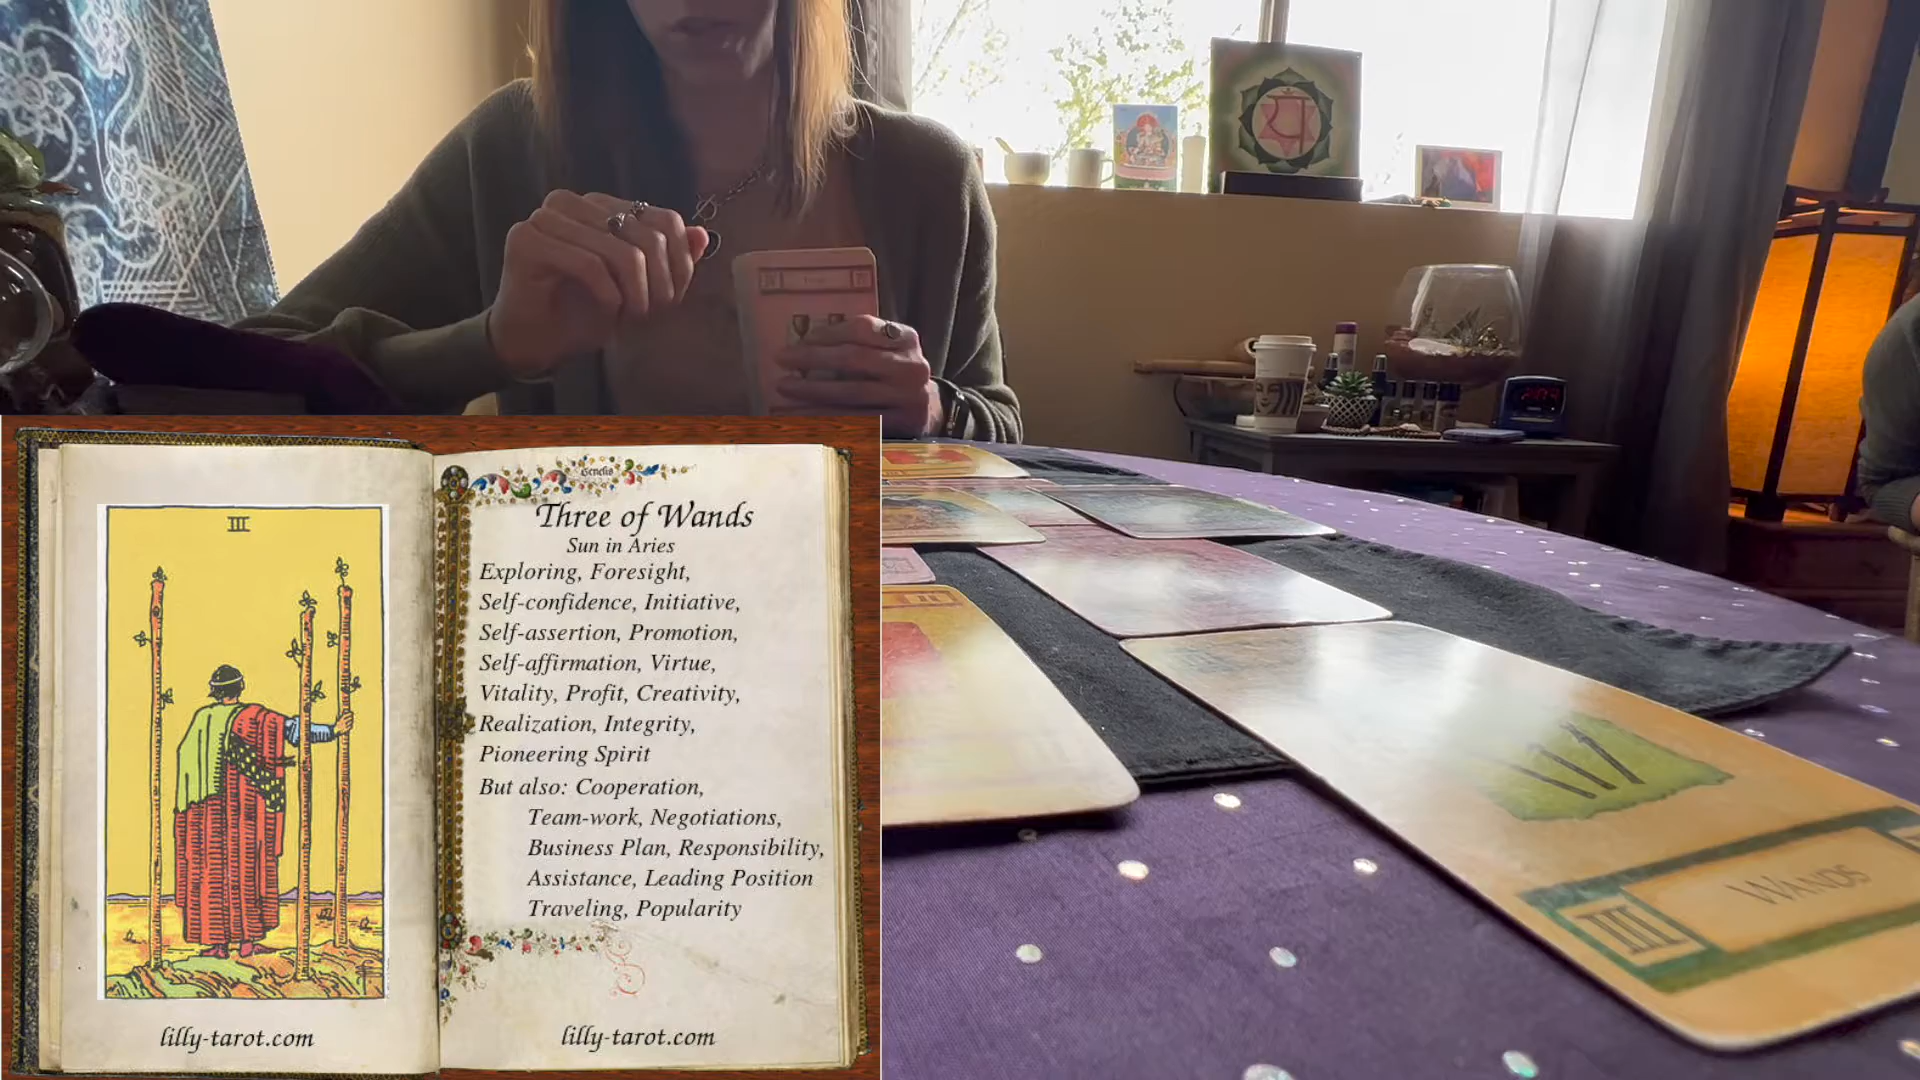 III
lilly-tarot.com
Genesis
Three of Wands
Sun in Aries
Exploring, Foresight,
Self-confidence, Initiative,
Self-assertion, Promotion,
Self-affirmation, Virtue,
Vitality, Profit, Creativity,
Realization, Integrity,
Pioneering Spirit
But also: Cooperation,
Team-work, Negotiations,
Business Plan, Responsibility,
Assistance, Leading Position
Traveling, Popularity
lilly-tarot.com
III WANDS